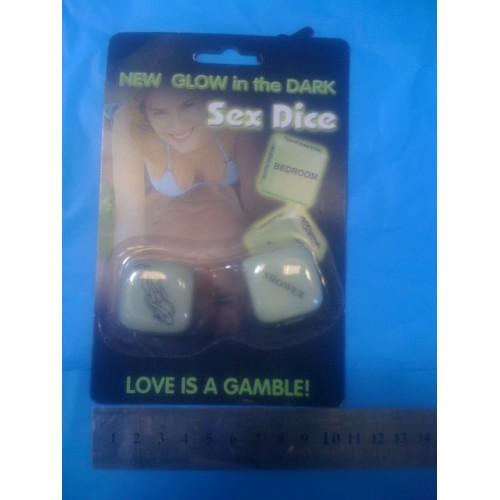 NEW GLOW in the DARK
Sex Dice
BEDROOM
SHOWER
LOVE IS A GAMBLE!
1 2 3 4 5 6 7 8 9 10 11 12 13 14